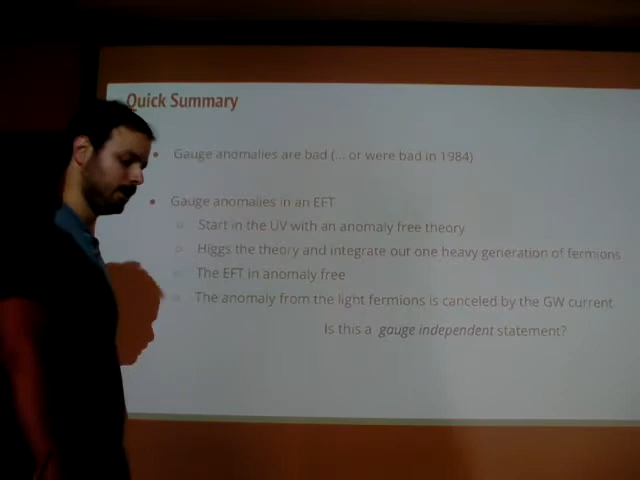 Quick Summary
• Gauge anomalies are bad (... or were bad in 1984)
• Gauge anomalies in an EFT
○ Start in the UV with an anomaly free theory
○ Higgs the theory and integrate out one heavy generation of fermions
○ The EFT in anomaly free
○ The anomaly from the light fermions is canceled by the GW current
Is this a gauge independent statement?